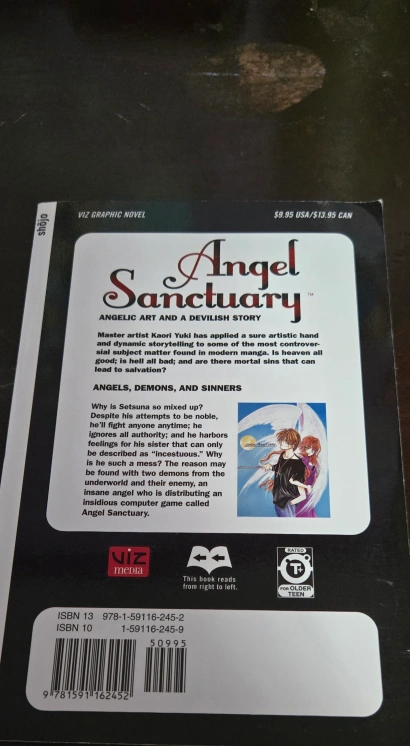 shōjo
VIZ GRAPHIC NOVEL
$9.95 USA/$13.95 CAN
Angel
Sanctuary™
ANGELIC ART AND A DEVILISH STORY
Master artist Kaori Yuki has applied a sure artistic hand
and dynamic storytelling to some of the most controver-
sial subject matter found in modern manga. Is heaven all
good; is hell all bad; and are there mortal sins that can
lead to salvation?
ANGELS, DEMONS, AND SINNERS
Why is Setsuna so mixed up?
Despite his attempts to be noble,
he'll fight anyone anytime; he
ignores all authority; and he harbors
feelings for his sister that can only
be described as "incestuous." Why
is he such a mess? The reason may
be found with two demons from the
underworld and their enemy, an
insane angel who is distributing an
insidious computer game called
Angel Sanctuary.
VIZ
media
This book reads
from right to left.
RATED
T+
FOR OLDER
TEEN
ISBN 13 978-1-59116-245-2
ISBN 10 1-59116-245-9
50995
9 781591 162452